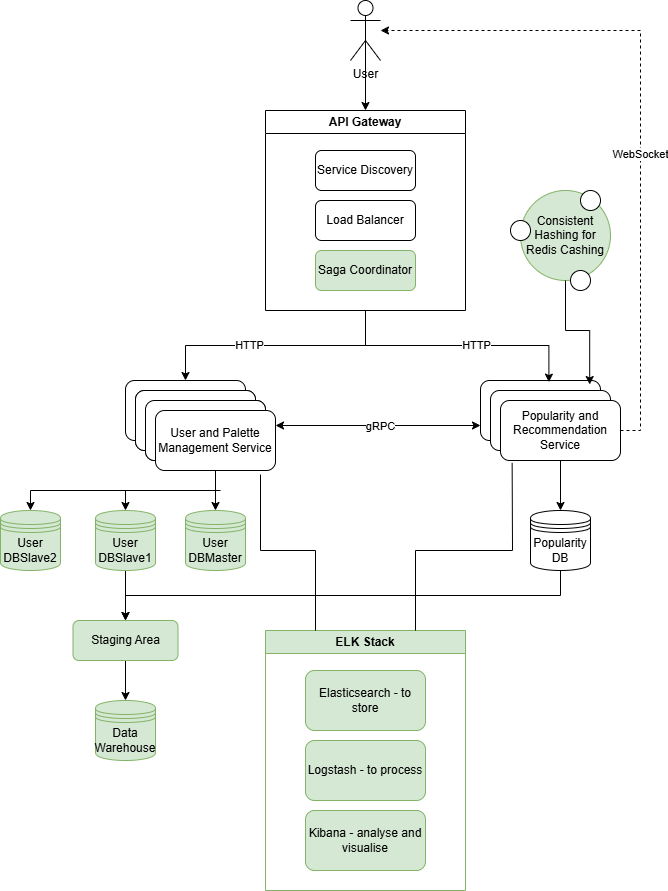 User
API Gateway
Service Discovery
Load Balancer
Saga Coordinator
WebSocket
Consistent
Hashing for
Redis Cashing
HTTP
HTTP
User and Palette
Management Service
gRPC
Popularity and
Recommendation
Service
User
DBSlave2
User
DBSlave1
User
DBMaster
Popularity
DB
Staging Area
Data
Warehouse
ELK Stack
Elasticsearch - to
store
Logstash - to process
Kibana - analyse and
visualise